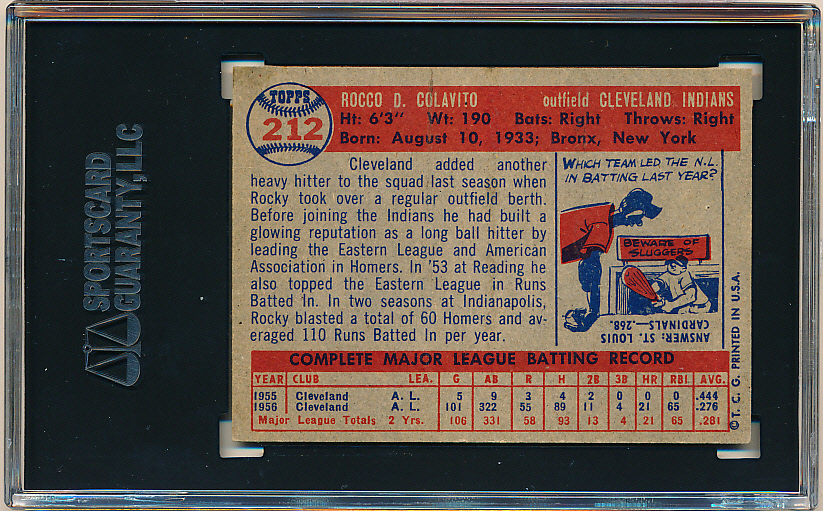 SPORTSCARD
GUARANTY, LLC
TOPPS
212
ROCCO D. COLAVITO outfield CLEVELAND INDIANS
Ht: 6'3" Wt: 190 Bats: Right Throws: Right
Born: August 10, 1933; Bronx, New York
Cleveland added another
heavy hitter to the squad last season when
Rocky took over a regular outfield berth.
Before joining the Indians he had built a
glowing reputation as a long ball hitter by
leading the Eastern League and American
Association in Homers. In '53 at Reading he
also topped the Eastern League in Runs
Batted In. In two seasons at Indianapolis,
Rocky blasted a total of 60 Homers and av-
eraged 110 Runs Batted In per year.
WHICH TEAM LED THE N.L.
IN BATTING LAST YEAR?
BEWARE OF
SLUGGERS
ANSWER: ST. LOUIS
CARDINALS—.268.
COMPLETE MAJOR LEAGUE BATTING RECORD
YEAR CLUB LEA. G AB R H 2B 3B HR RBI AVG.
1955 Cleveland A. L. 5 9 3 4 2 0 0 0 .444
1956 Cleveland A. L. 101 322 55 89 11 4 21 65 .276
Major League Totals 2 Yrs. 106 331 58 93 13 4 21 65 .281
© T. C. G. PRINTED IN U.S.A.